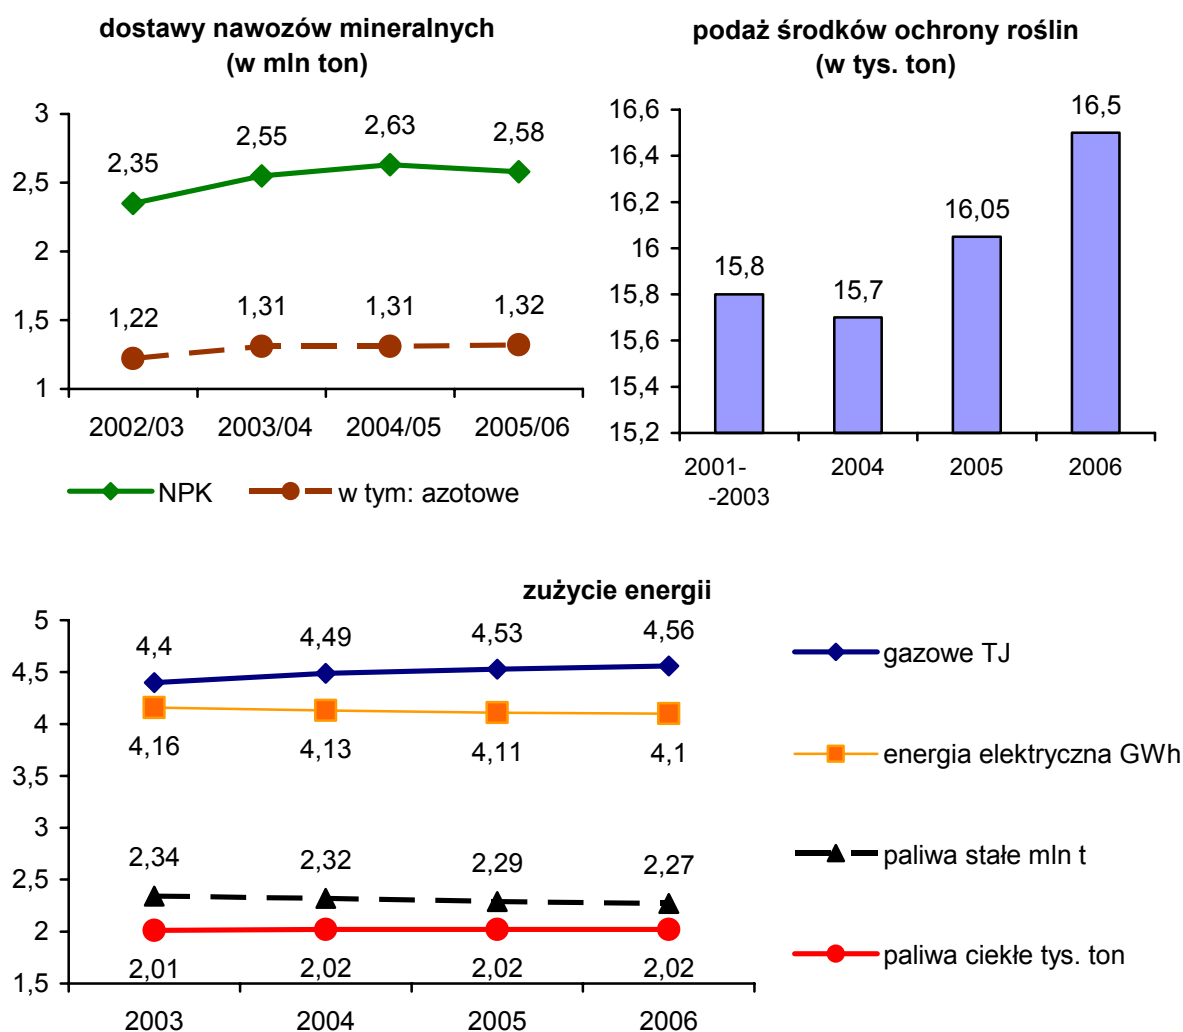 dostawy nawozów mineralnych
(w mln ton)
3
2,5
2
1,5
1
2,35
2,55
2,63
2,58
1,22
1,31
1,31
1,32
2002/03 2003/04 2004/05 2005/06
NPK w tym: azotowe
podaż środków ochrony roślin
(w tys. ton)
16,6
16,4
16,2
16
15,8
15,6
15,4
15,2
15,8
15,7
16,05
16,5
2001- 2004 2005 2006
-2003
zużycie energii
5
4,5
4
3,5
3
2,5
2
1,5
4,4 4,49 4,53 4,56
4,16 4,13 4,11 4,1
2,34 2,32 2,29 2,27
2,01 2,02 2,02 2,02
2003 2004 2005 2006
gazowe TJ
energia elektryczna GWh
paliwa stałe mln t
paliwa ciekłe tys. ton